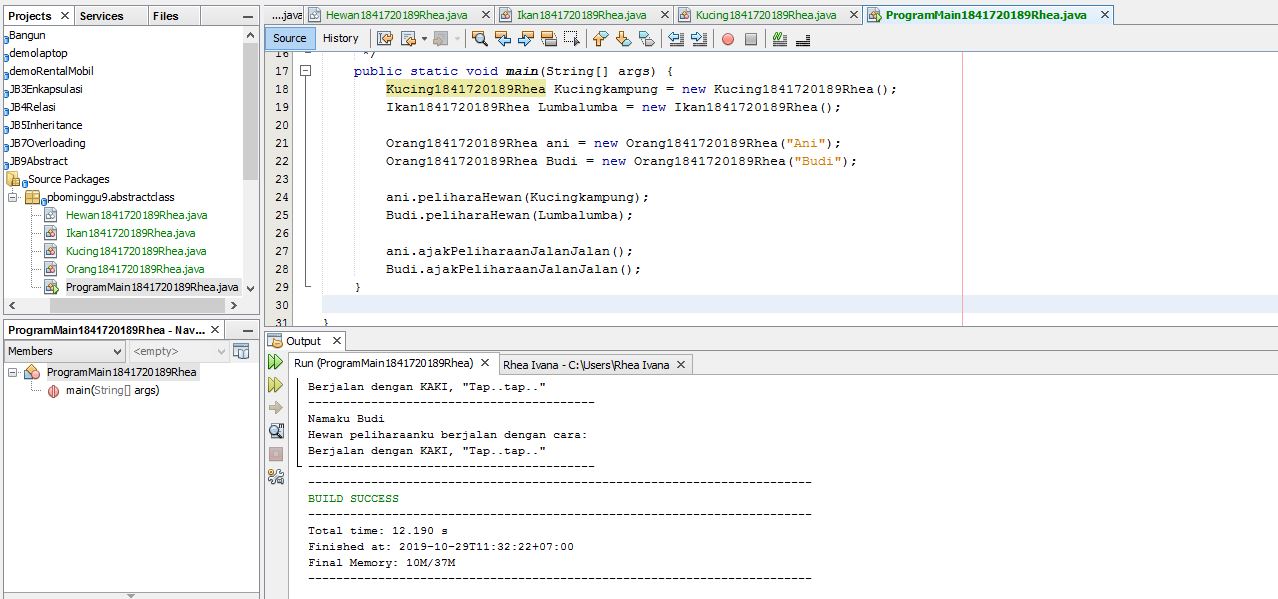 Projects Services Files
Bangun
demolaptop
demoRentalMobil
JB3Enkapsulasi
JB4Relasi
JB5Inheritance
JB7Overloading
JB9Abstract
Source Packages
pbominggu9.abstractclass
Hewan1841720189Rhea.java
Ikan1841720189Rhea.java
Kucing1841720189Rhea.java
Orang1841720189Rhea.java
ProgramMain1841720189Rhea.java
ProgramMain1841720189Rhea - Nav...
Members <empty>
ProgramMain1841720189Rhea
main(String[] args)
....java Hewan1841720189Rhea.java Ikan1841720189Rhea.java Kucing1841720189Rhea.java ProgramMain1841720189Rhea.java
Source History
16 */
17 public static void main(String[] args) {
18 Kucing1841720189Rhea Kucingkampung = new Kucing1841720189Rhea();
19 Ikan1841720189Rhea Lumbalumba = new Ikan1841720189Rhea();
20
21 Orang1841720189Rhea ani = new Orang1841720189Rhea("Ani");
22 Orang1841720189Rhea Budi = new Orang1841720189Rhea("Budi");
23
24 ani.peliharaHewan(Kucingkampung);
25 Budi.peliharaHewan(Lumbalumba);
26
27 ani.ajakPeliharaanJalanJalan();
28 Budi.ajakPeliharaanJalanJalan();
29 }
30
31 }
Output
Run (ProgramMain1841720189Rhea) Rhea Ivana - C:\Users\Rhea Ivana
Berjalan dengan KAKI, "Tap..tap.."
-----------------------------------------
Namaku Budi
Hewan peliharaanku berjalan dengan cara:
Berjalan dengan KAKI, "Tap..tap.."
-----------------------------------------
------------------------------------------------------------------------
BUILD SUCCESS
------------------------------------------------------------------------
Total time: 12.190 s
Finished at: 2019-10-29T11:32:22+07:00
Final Memory: 10M/37M
------------------------------------------------------------------------